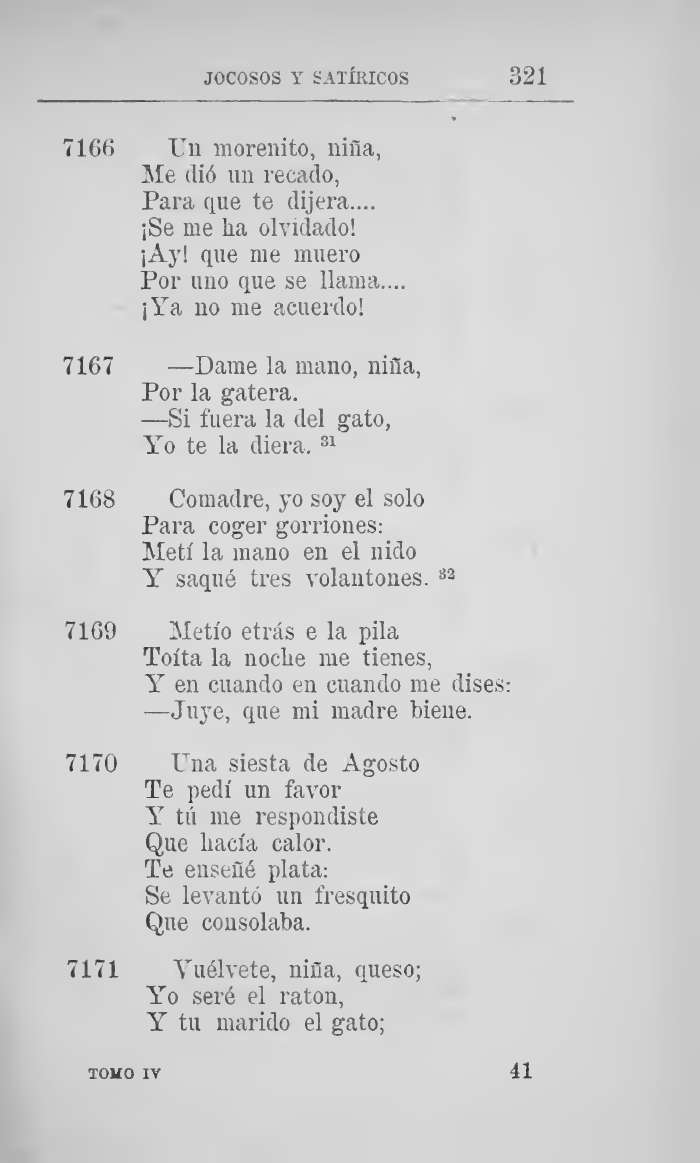 JOCOSOS Y SATÍRICOS 321
7166 Un morenito, niña,
Me dió un recado,
Para que te dijera....
¡Se me ha olvidado!
¡Ay! que me muero
Por uno que se llama....
¡Ya no me acuerdo!
7167 —Dame la mano, niña,
Por la gatera.
—Si fuera la del gato,
Yo te la diera. ³¹
7168 Comadre, yo soy el solo
Para coger gorriones:
Metí la mano en el nido
Y saqué tres volantones. ³²
7169 Metío etrás e la pila
Toíta la noche me tienes,
Y en cuando en cuando me dises:
—Juye, que mi madre biene.
7170 Una siesta de Agosto
Te pedí un favor
Y tú me respondiste
Que hacía calor.
Te enseñé plata:
Se levantó un fresquito
Que consolaba.
7171 Vuélvete, niña, queso;
Yo seré el raton,
Y tu marido el gato;
TOMO IV 41